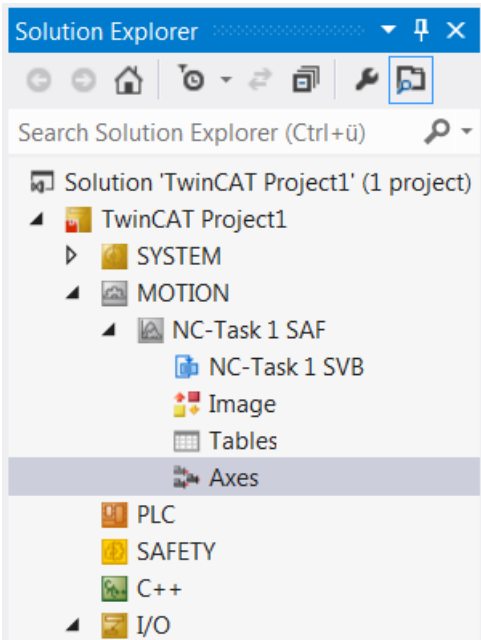 Solution Explorer
Search Solution Explorer (Ctrl+ü)
Solution 'TwinCAT Project1' (1 project)
TwinCAT Project1
SYSTEM
MOTION
NC-Task 1 SAF
NC-Task 1 SVB
Image
Tables
Axes
PLC
SAFETY
C++
I/O